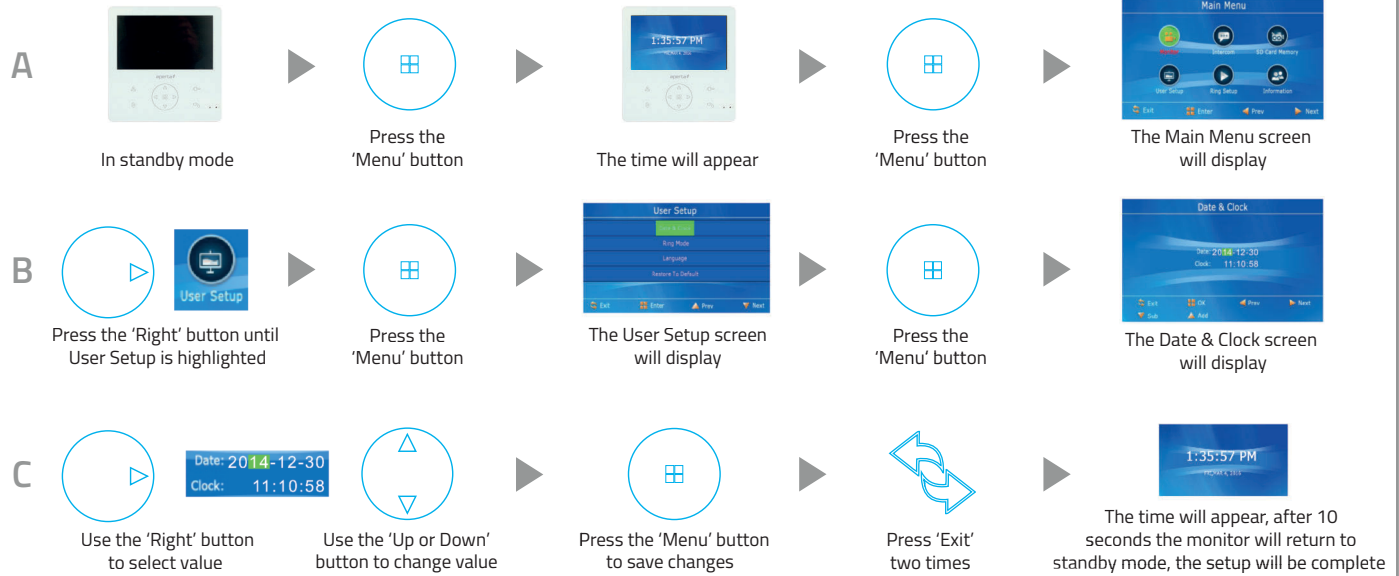 A
1:35:57 PM
Main Menu
Intercom
SD Card Memory
User Setup
Ring Setup
Information
Exit
Enter
Prev
Next
In standby mode
Press the
‘Menu’ button
The time will appear
Press the
‘Menu’ button
The Main Menu screen
will display
B
User Setup
User Setup
Date & Clock
Ring Mode
Language
Restore To Default
Exit
Enter
Prev
Next
Date & Clock
Date: 2014-12-30
Clock: 11:10:58
Exit
OK
Prev
Next
Sub
Add
Press the ‘Right’ button until
User Setup is highlighted
Press the
‘Menu’ button
The User Setup screen
will display
Press the
‘Menu’ button
The Date & Clock screen
will display
C
Date: 2014-12-30
Clock: 11:10:58
1:35:57 PM
Use the ‘Right’ button
to select value
Use the ‘Up or Down’
button to change value
Press the ‘Menu’ button
to save changes
Press ‘Exit’
two times
The time will appear, after 10
seconds the monitor will return to
standby mode, the setup will be complete